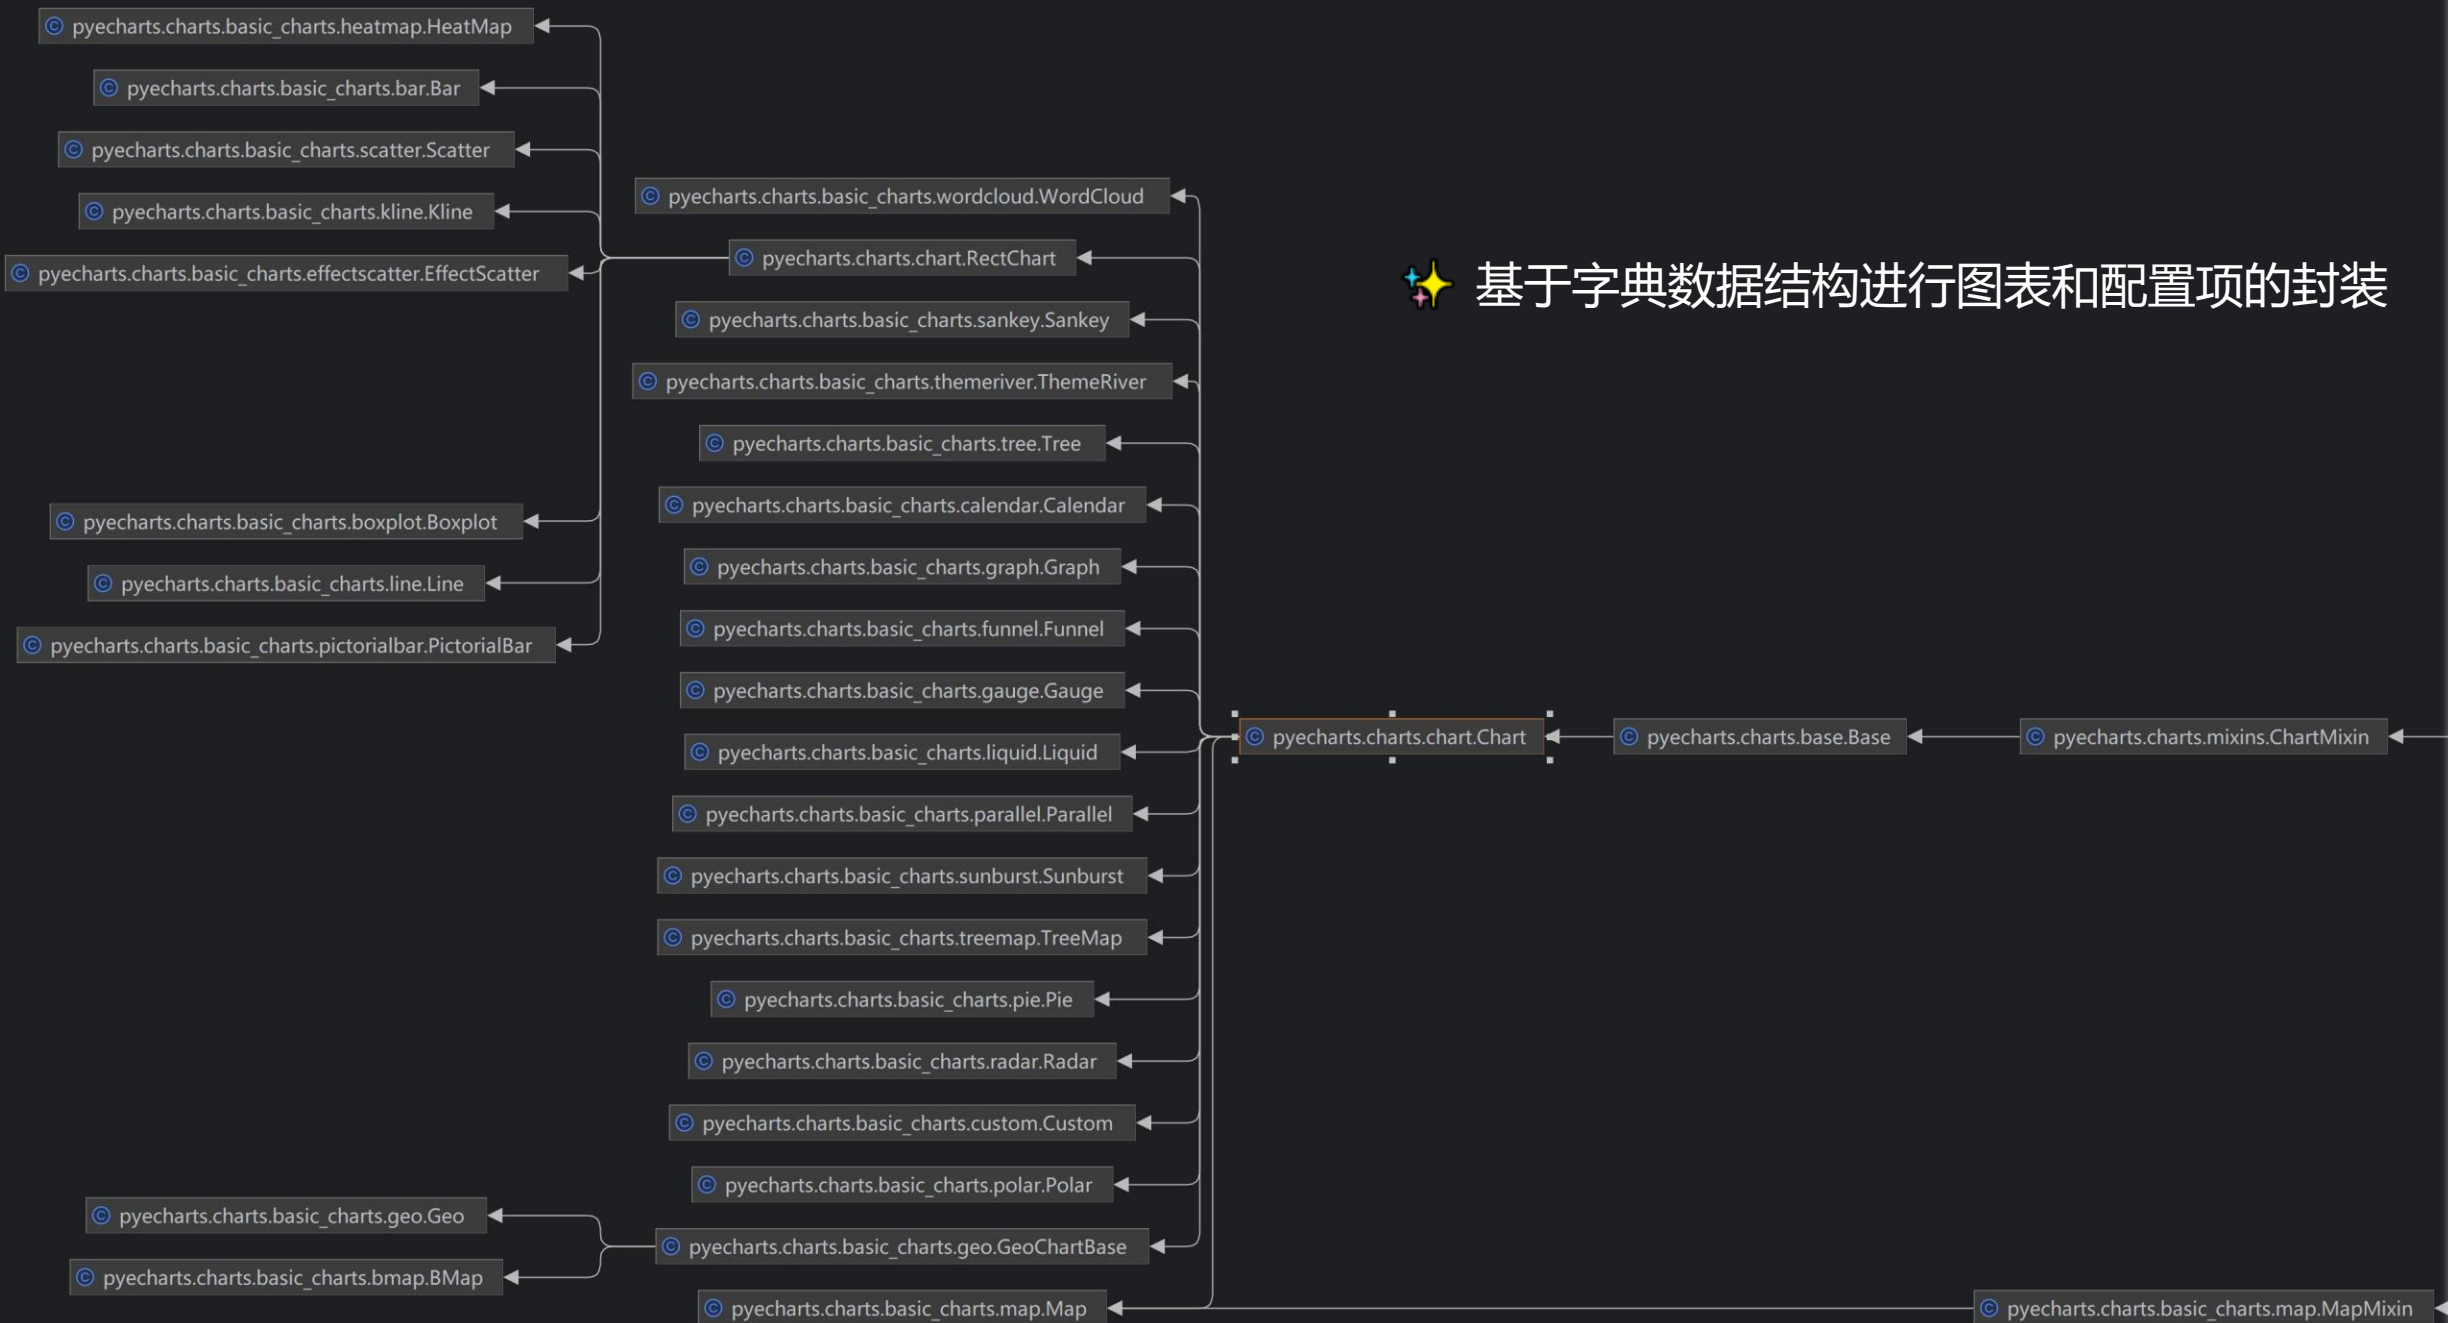 pyecharts.charts.basic_charts.heatmap.HeatMap
pyecharts.charts.basic_charts.bar.Bar
pyecharts.charts.basic_charts.scatter.Scatter
pyecharts.charts.basic_charts.kline.Kline
pyecharts.charts.basic_charts.effectscatter.EffectScatter
pyecharts.charts.basic_charts.boxplot.Boxplot
pyecharts.charts.basic_charts.line.Line
pyecharts.charts.basic_charts.pictorialbar.PictorialBar
pyecharts.charts.basic_charts.geo.Geo
pyecharts.charts.basic_charts.bmap.BMap
pyecharts.charts.basic_charts.wordcloud.WordCloud
pyecharts.charts.chart.RectChart
pyecharts.charts.basic_charts.sankey.Sankey
pyecharts.charts.basic_charts.themeriver.ThemeRiver
pyecharts.charts.basic_charts.tree.Tree
pyecharts.charts.basic_charts.calendar.Calendar
pyecharts.charts.basic_charts.graph.Graph
pyecharts.charts.basic_charts.funnel.Funnel
pyecharts.charts.basic_charts.gauge.Gauge
pyecharts.charts.basic_charts.liquid.Liquid
pyecharts.charts.basic_charts.parallel.Parallel
pyecharts.charts.basic_charts.sunburst.Sunburst
pyecharts.charts.basic_charts.treemap.TreeMap
pyecharts.charts.basic_charts.pie.Pie
pyecharts.charts.basic_charts.radar.Radar
pyecharts.charts.basic_charts.custom.Custom
pyecharts.charts.basic_charts.polar.Polar
pyecharts.charts.basic_charts.geo.GeoChartBase
pyecharts.charts.basic_charts.map.Map
✨ 基于字典数据结构进行图表和配置项的封装
pyecharts.charts.chart.Chart
pyecharts.charts.base.Base
pyecharts.charts.mixins.ChartMixin
pyecharts.charts.basic_charts.map.MapMixin